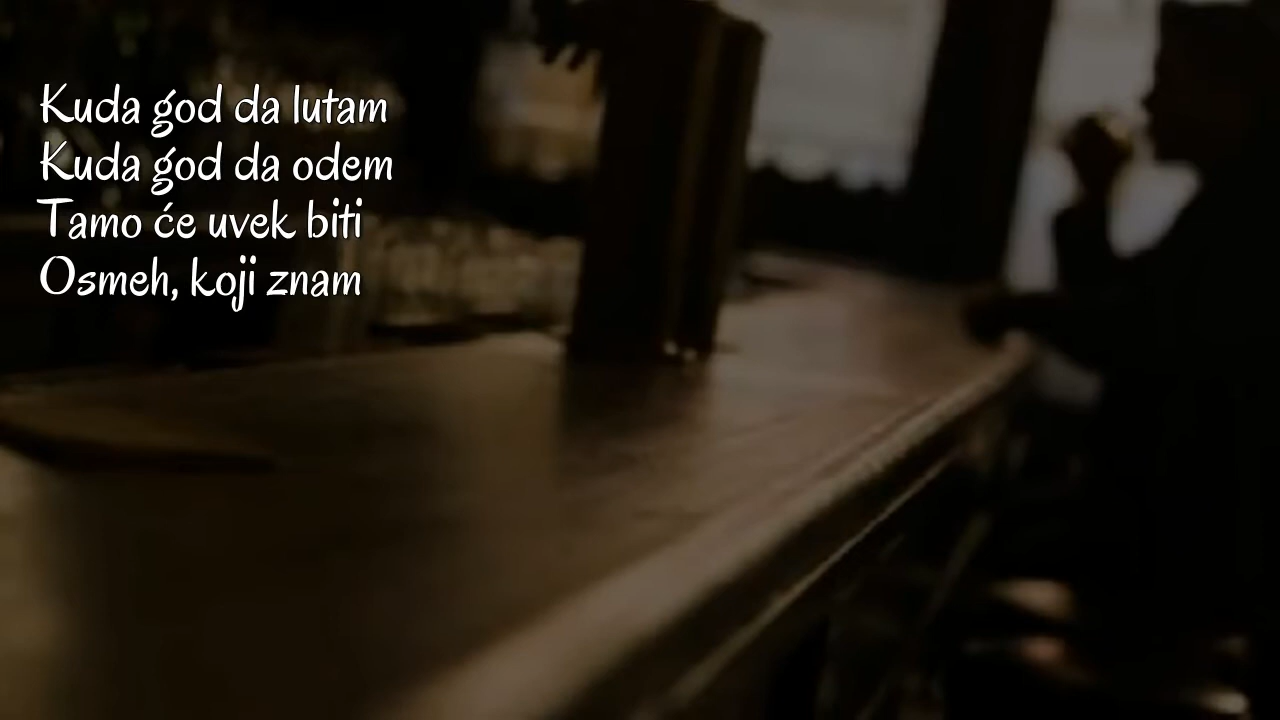 Kuda god da lutam
Kuda god da odem
Tamo će uvek biti
Osmeh, koji znam